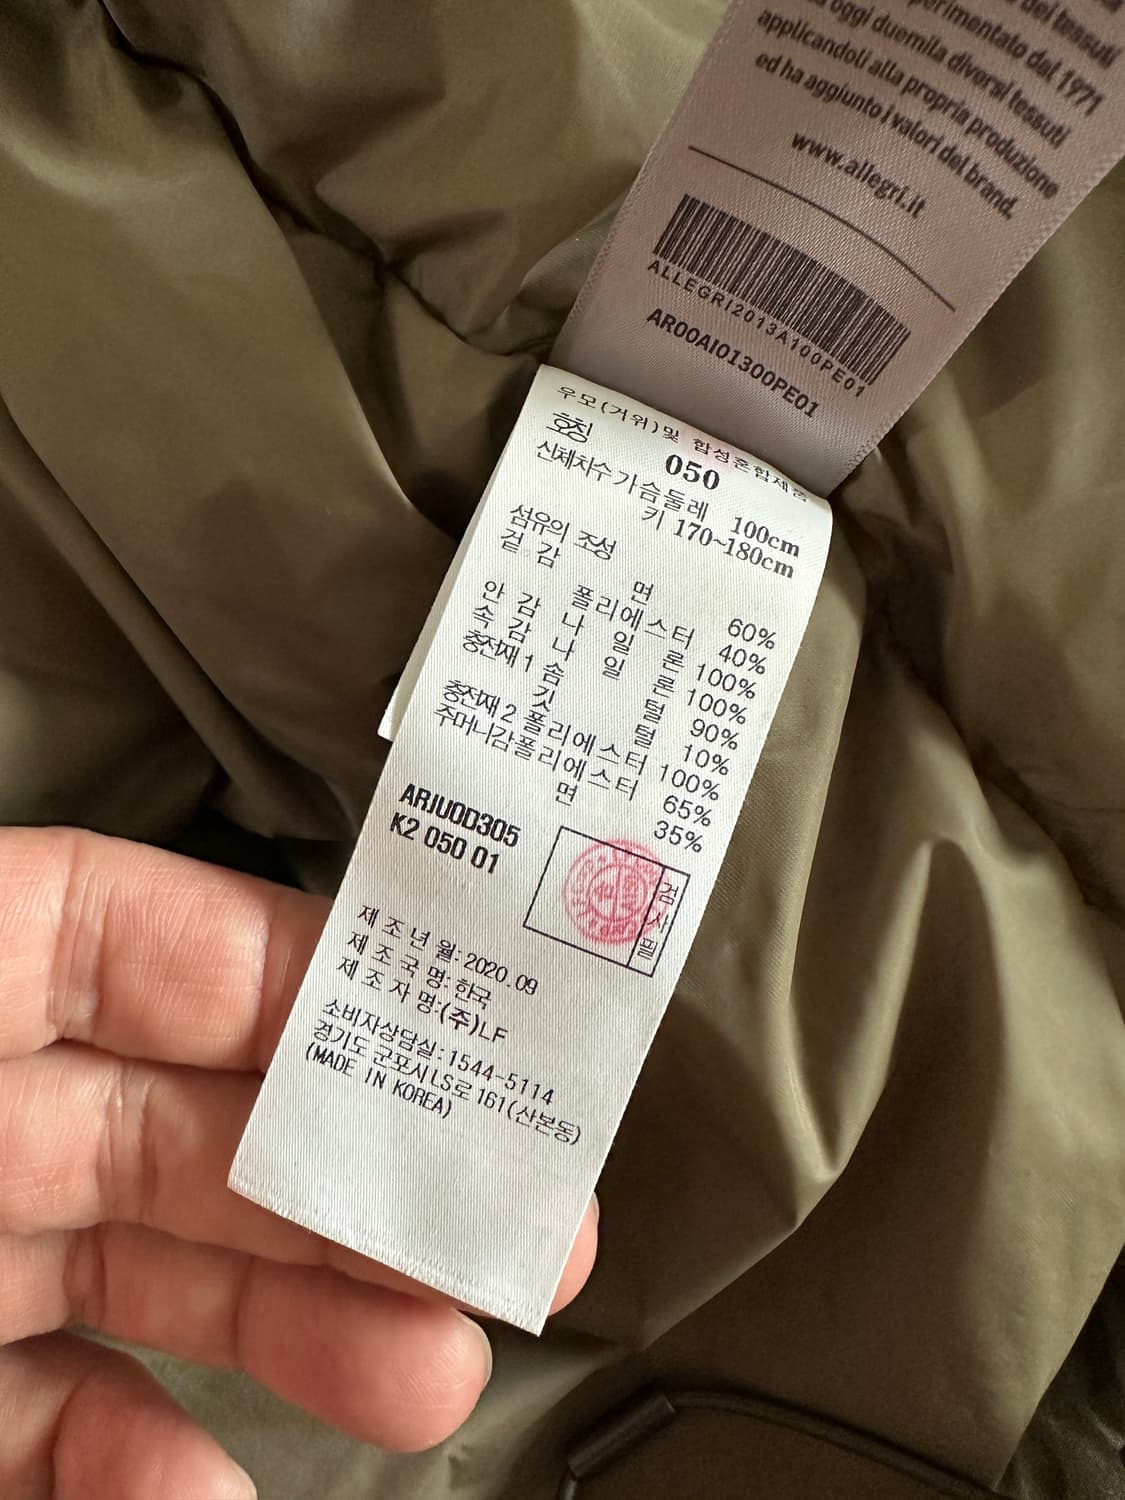 dei tessuti
perimentato dal 1971
oggi duemila diversi tessuti
applicandoli alla propria produzione
ed ha aggiunto i valori del brand.
www.allegri.it
ALLEGRI2013A100PE01
AR00AI01300PE01
우모(거위)및 합성혼합제품
호칭 050
신체치수 가슴둘레 100cm
키 170~180cm
섬유의 조성
겉 감 면 60%
폴리에스터 40%
안 감 나 일 론 100%
속 감 나 일 론 100%
충전재 1 솜 털 90%
깃 털 10%
충전재 2 폴리에스터 100%
주머니감 폴리에스터 65%
면 35%
ARJU0D305
K2 050 01
검사필
제조년월:2020.09
제조국명:한국
제조자명:(주)LF
소비자상담실:1544-5114
경기도 군포시 LS로 161(산본동)
(MADE IN KOREA)